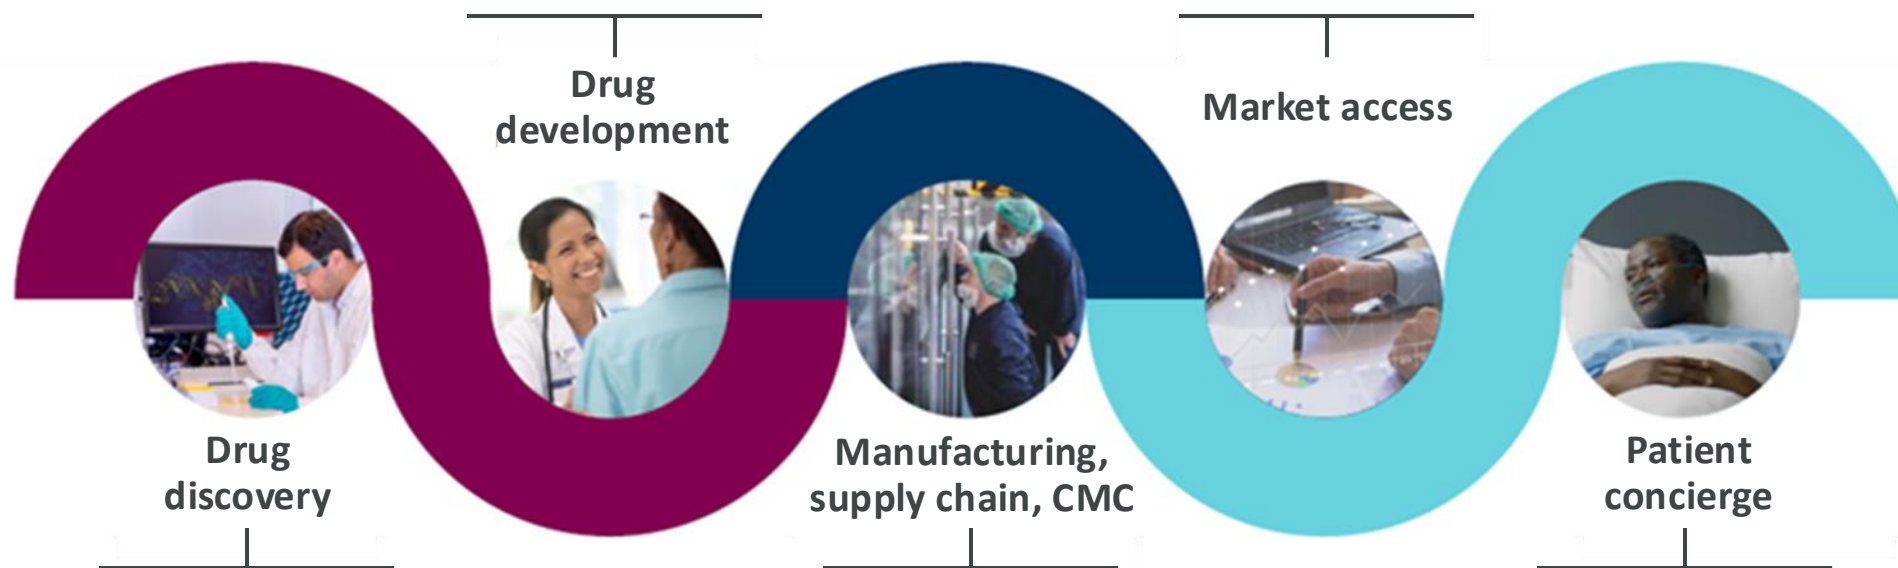 Drug
discovery
Drug
development
Manufacturing,
supply chain, CMC
Market access
Patient
concierge